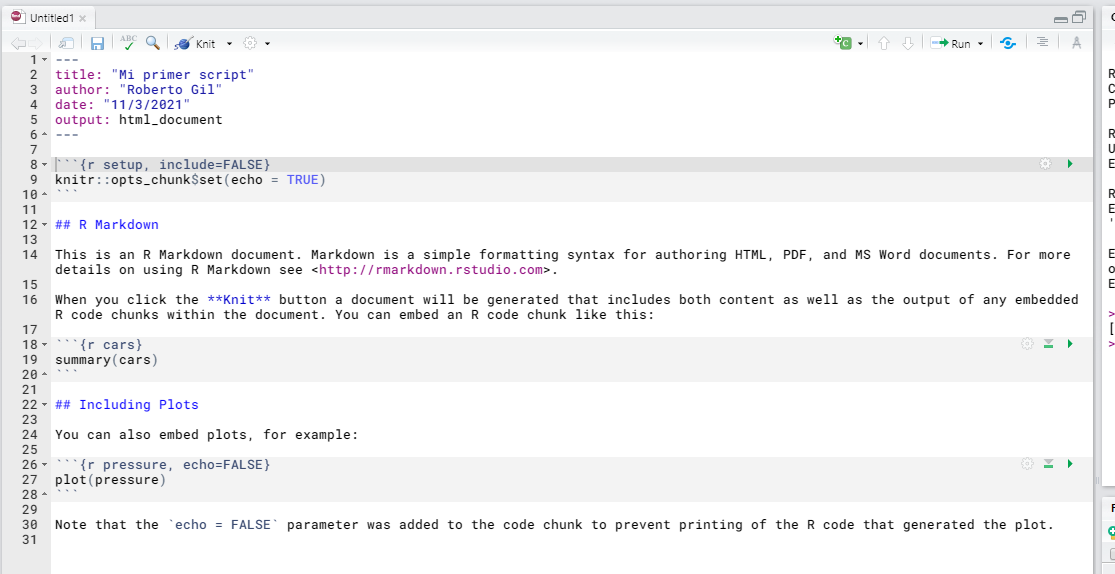 Untitled1
ABC
Knit
Run
1 ---
2 title: "Mi primer script"
3 author: "Roberto Gil"
4 date: "11/3/2021"
5 output: html_document
6 ---
7
8 ```{r setup, include=FALSE}
9 knitr::opts_chunk$set(echo = TRUE)
10 ```
11
12 ## R Markdown
13
14 This is an R Markdown document. Markdown is a simple formatting syntax for authoring HTML, PDF, and MS Word documents. For more
details on using R Markdown see <http://rmarkdown.rstudio.com>.
15
16 When you click the **Knit** button a document will be generated that includes both content as well as the output of any embedded
R code chunks within the document. You can embed an R code chunk like this:
17
18 ```{r cars}
19 summary(cars)
20 ```
21
22 ## Including Plots
23
24 You can also embed plots, for example:
25
26 ```{r pressure, echo=FALSE}
27 plot(pressure)
28 ```
29
30 Note that the `echo = FALSE` parameter was added to the code chunk to prevent printing of the R code that generated the plot.
31